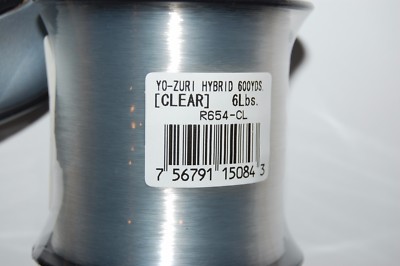 YO-ZURI HYBRID 600YDS.
[CLEAR] 6Lbs.
R654-CL
7 56791 15084 3